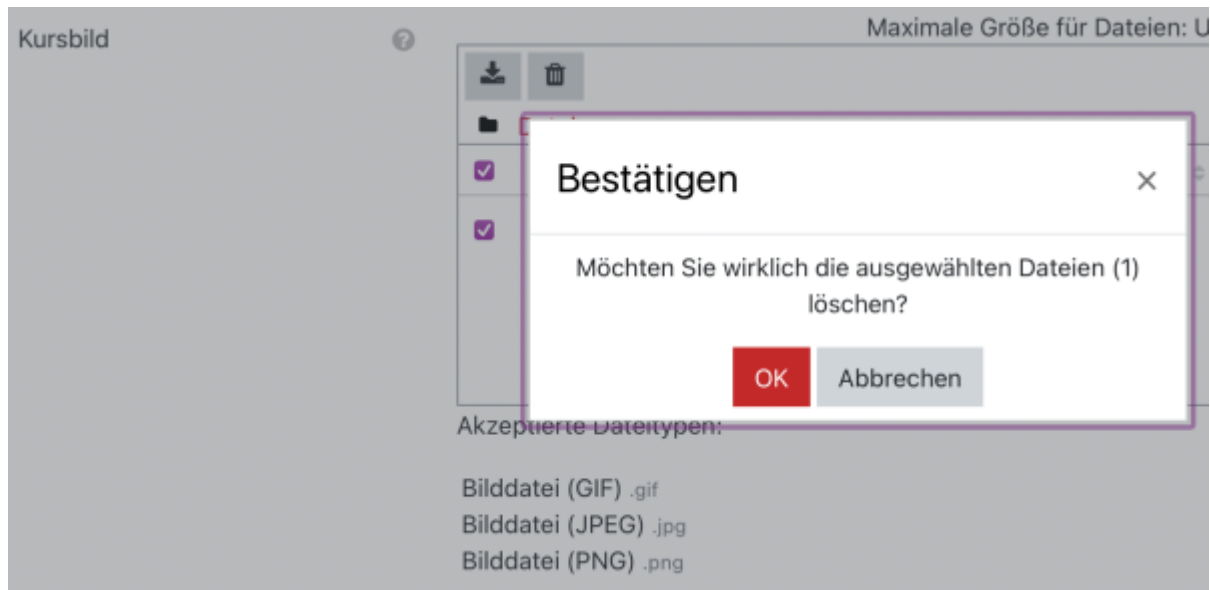 Maximale Größe für Dateien: U
Kursbild
Bestätigen
Möchten Sie wirklich die ausgewählten Dateien (1)
löschen?
OK Abbrechen
Akzeptierte Dateitypen:
Bilddatei (GIF) .gif
Bilddatei (JPEG) .jpg
Bilddatei (PNG) .png